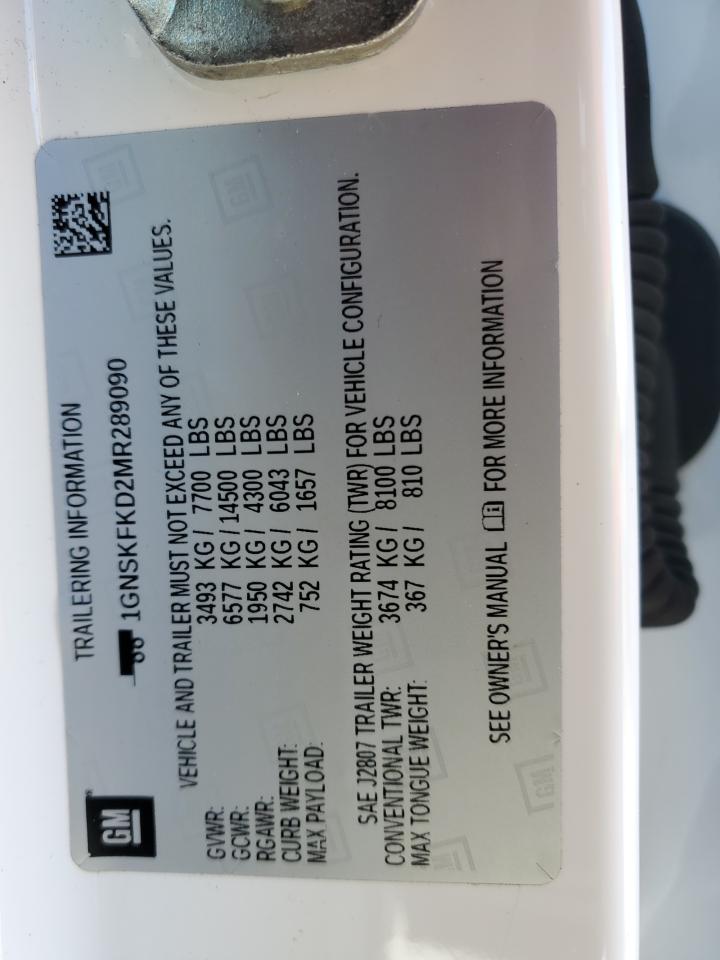 GM
TRAILERING INFORMATION
1GNSKFKD2MR289090
VEHICLE AND TRAILER MUST NOT EXCEED ANY OF THESE VALUES.
GVWR: 3493 KG / 7700 LBS
GCWR: 6577 KG / 14500 LBS
RGAWR: 1950 KG / 4300 LBS
CURB WEIGHT: 2742 KG / 6043 LBS
MAX PAYLOAD: 752 KG / 1657 LBS
SAE J2807 TRAILER WEIGHT RATING (TWR) FOR VEHICLE CONFIGURATION.
CONVENTIONAL TWR: 3674 KG / 8100 LBS
MAX TONGUE WEIGHT: 367 KG / 810 LBS
SEE OWNER'S MANUAL FOR MORE INFORMATION